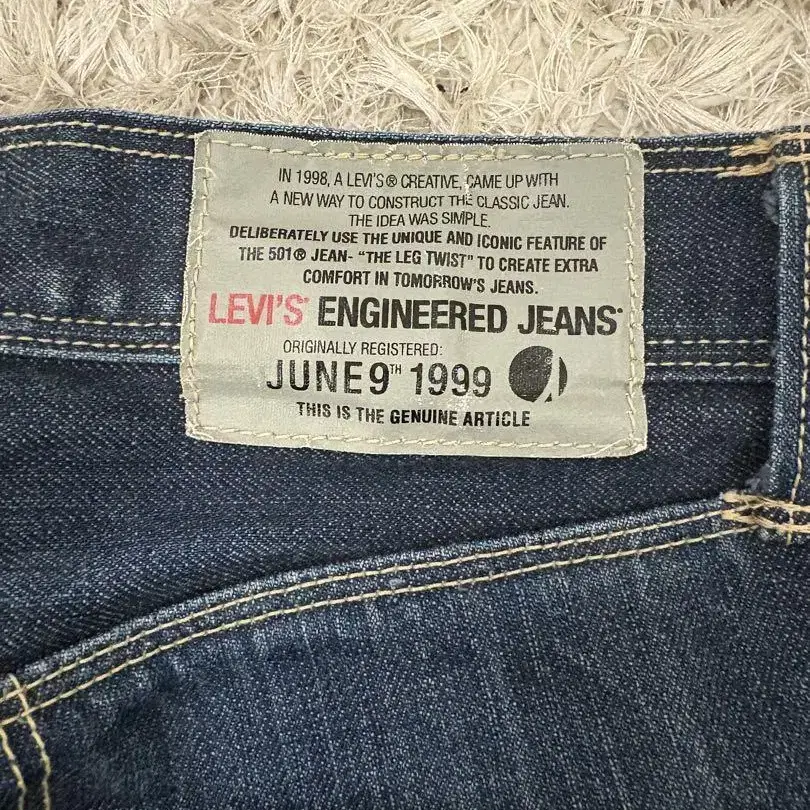 IN 1998, A LEVI'S® CREATIVE, CAME UP WITH
A NEW WAY TO CONSTRUCT THE CLASSIC JEAN.
THE IDEA WAS SIMPLE.
DELIBERATELY USE THE UNIQUE AND ICONIC FEATURE OF
THE 501® JEAN- "THE LEG TWIST" TO CREATE EXTRA
COMFORT IN TOMORROW'S JEANS.
LEVI'S® ENGINEERED JEANS®
ORIGINALLY REGISTERED:
JUNE 9TH 1999
THIS IS THE GENUINE ARTICLE